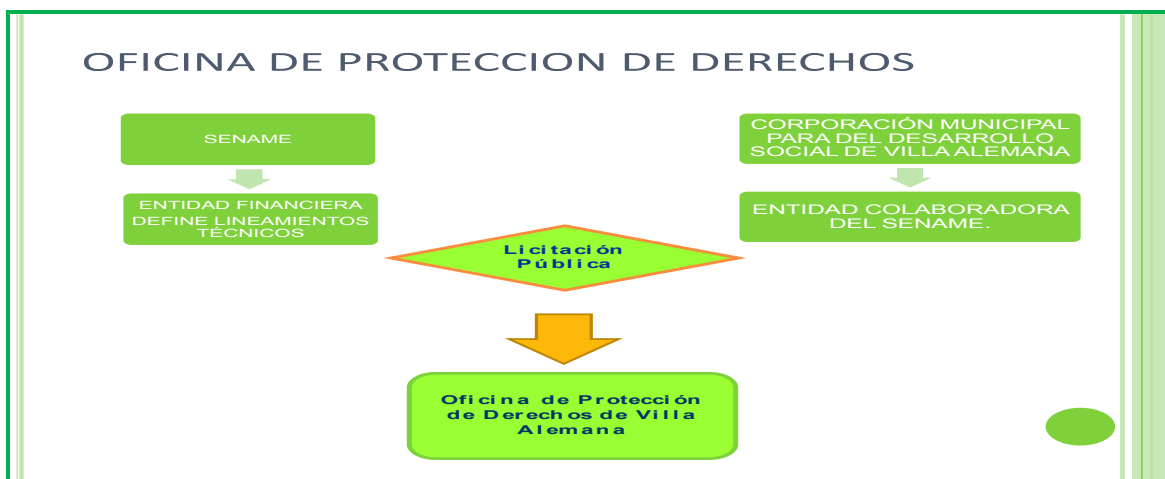 OFICINA DE PROTECCION DE DERECHOS
SENAME
ENTIDAD FINANCIERA
DEFINE LINEAMIENTOS
TÉCNICOS
CORPORACIÓN MUNICIPAL
PARA DEL DESARROLLO
SOCIAL DE VILLA ALEMANA
ENTIDAD COLABORADORA
DEL SENAME.
Licitación
Pública
Oficina de Protección
de Derechos de Villa
Alemana